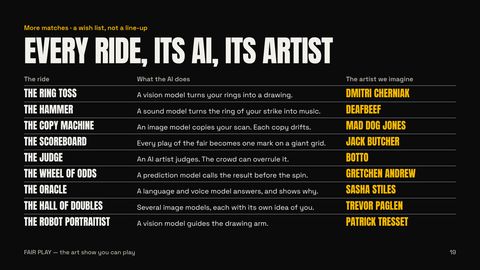 More matches · a wish list, not a line-up
EVERY RIDE, ITS AI, ITS ARTIST
The ride What the AI does The artist we imagine
THE RING TOSS A vision model turns your rings into a drawing. DMITRI CHERNIAK
THE HAMMER A sound model turns the ring of your strike into music. DEAFBEEF
THE COPY MACHINE An image model copies your scan. Each copy drifts. MAD DOG JONES
THE SCOREBOARD Every play of the fair becomes one mark on a giant grid. JACK BUTCHER
THE JUDGE An AI artist judges. The crowd can overrule it. BOTTO
THE WHEEL OF ODDS A prediction model calls the result before the spin. GRETCHEN ANDREW
THE ORACLE A language and voice model answers, and shows why. SASHA STILES
THE HALL OF DOUBLES Several image models, each with its own idea of you. TREVOR PAGLEN
THE ROBOT PORTRAITIST A vision model guides the drawing arm. PATRICK TRESSET
FAIR PLAY — the art show you can play 19